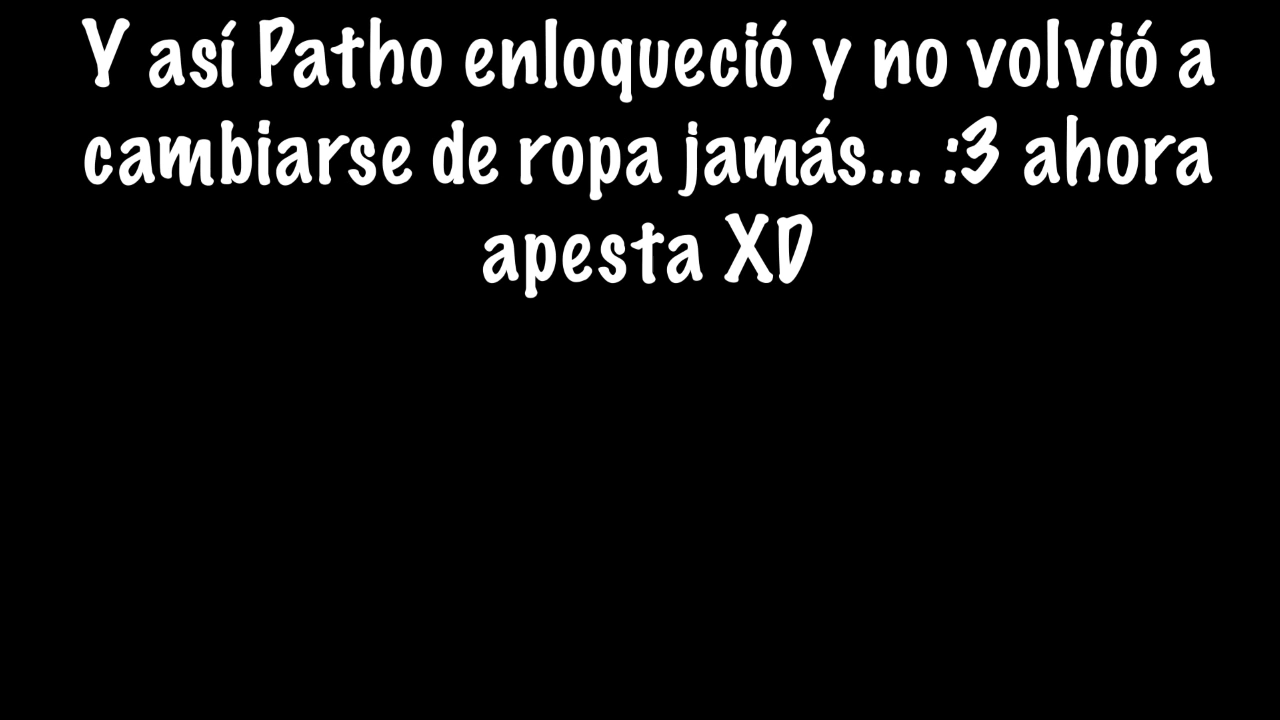 Y así Patho enloqueció y no volvió a
cambiarse de ropa jamás... :3 ahora
apesta XD